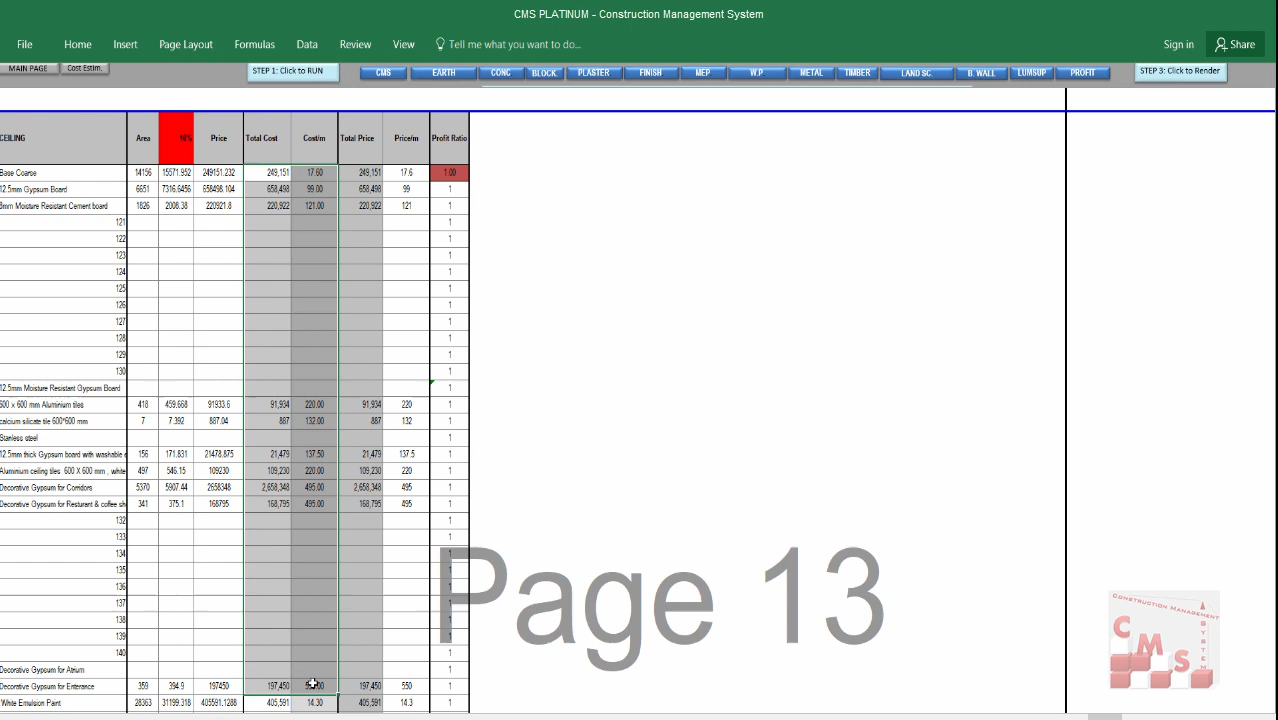 CMS PLATINUM - Construction Management System
File Home Insert Page Layout Formulas Data Review View Tell me what you want to do... Sign in Share
MAIN PAGE Cost Estim. STEP 1: Click to RUN CMS EARTH CONC BLOCK. PLASTER FINISH MEP W.P METAL TIMBER LAND SC. B. WALL LUMSUP PROFIT STEP 3: Click to Render
CEILING Area 10% Price Total Cost Cost/m Total Price Price/m Profit Ratio
Base Coarse 14156 15571.952 249151.232 249,151 17.60 249,151 17.6 1.00
12.5mm Gypsum Board 6651 7316.6456 658498.104 658,498 99.00 658,498 99 1
8mm Moisture Resistant Cement board 1826 2008.38 220921.8 220,922 121.00 220,922 121 1
121 1
122 1
123 1
124 1
125 1
126 1
127 1
128 1
129 1
130 1
12.5mm Moisture Resistant Gypsum Board 1
600 x 600 mm Aluminium tiles 418 459.668 91933.6 91,934 220.00 91,934 220 1
calcium silicate tile 600*600 mm 7 7.392 887.04 887 132.00 887 132 1
Stanless steel 1
12.5mm thick Gypsum board with washable 156 171.831 21478.875 21,479 137.50 21,479 137.5 1
Aluminium ceiling tiles 600 X 600 mm , white 497 546.15 109230 109,230 220.00 109,230 220 1
Decorative Gypsum for Corridors 5370 5907.44 2658348 2,658,348 495.00 2,658,348 495 1
Decorative Gypsum for Resturant & coffee sh 341 375.1 168795 168,795 495.00 168,795 495 1
132 1
133 1
134 1
135 1
136 1
137 1
138 1
139 1
140 1
Decorative Gypsum for Atrium 1
Decorative Gypsum for Enterance 359 394.9 197450 197,450 197,450 550 1
White Emulsion Paint 28363 31199.318 405591.1288 405,591 14.30 405,591 14.3 1
Page 13
CONSTRUCTION MANAGEMENT
SYSTEM
CMS